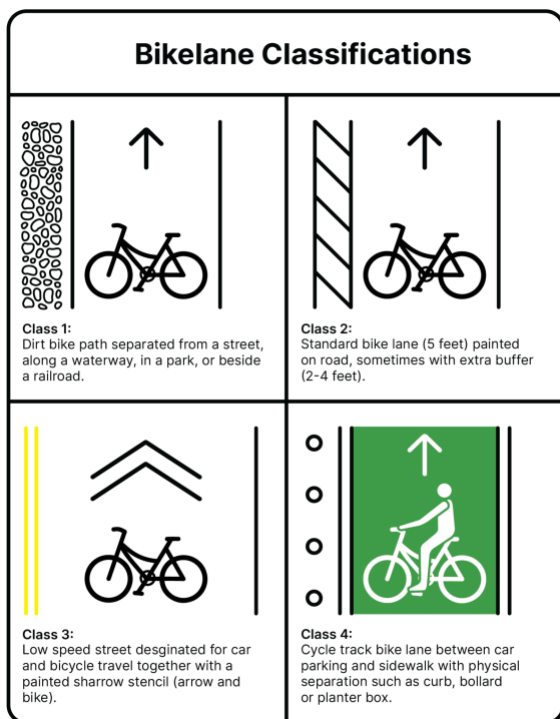 Bikelane Classifications
Class 1:
Dirt bike path separated from a street,
along a waterway, in a park, or beside
a railroad.
Class 2:
Standard bike lane (5 feet) painted
on road, sometimes with extra buffer
(2-4 feet).
Class 3:
Low speed street desginated for car
and bicycle travel together with a
painted sharrow stencil (arrow and
bike).
Class 4:
Cycle track bike lane between car
parking and sidewalk with physical
separation such as curb, bollard
or planter box.